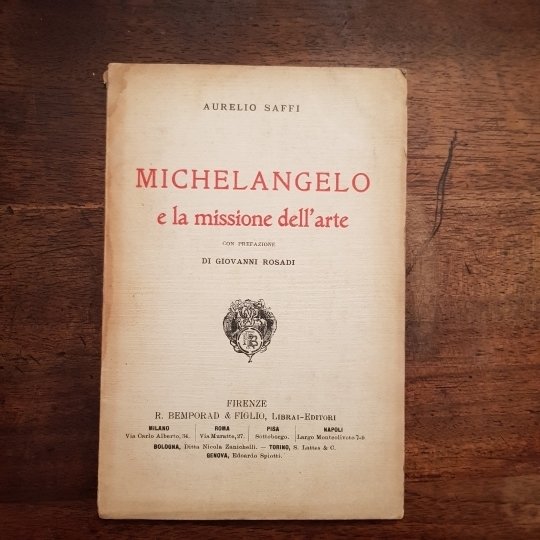 AURELIO SAFFI
MICHELANGELO
e la missione dell'arte
CON PREFAZIONE
DI GIOVANNI ROSADI
FIRENZE
R. BEMPORAD & FIGLIO, LIBRAI-EDITORI
MILANO ROMA PISA NAPOLI
Via Carlo Alberto, 34. Via Muratte, 27. Sottoborgo. Largo Monteoliveto 7-9
BOLOGNA, Ditta Nicola Zanichelli. — TORINO, S. Lattes & C.
GENOVA, Edoardo Spiotti.